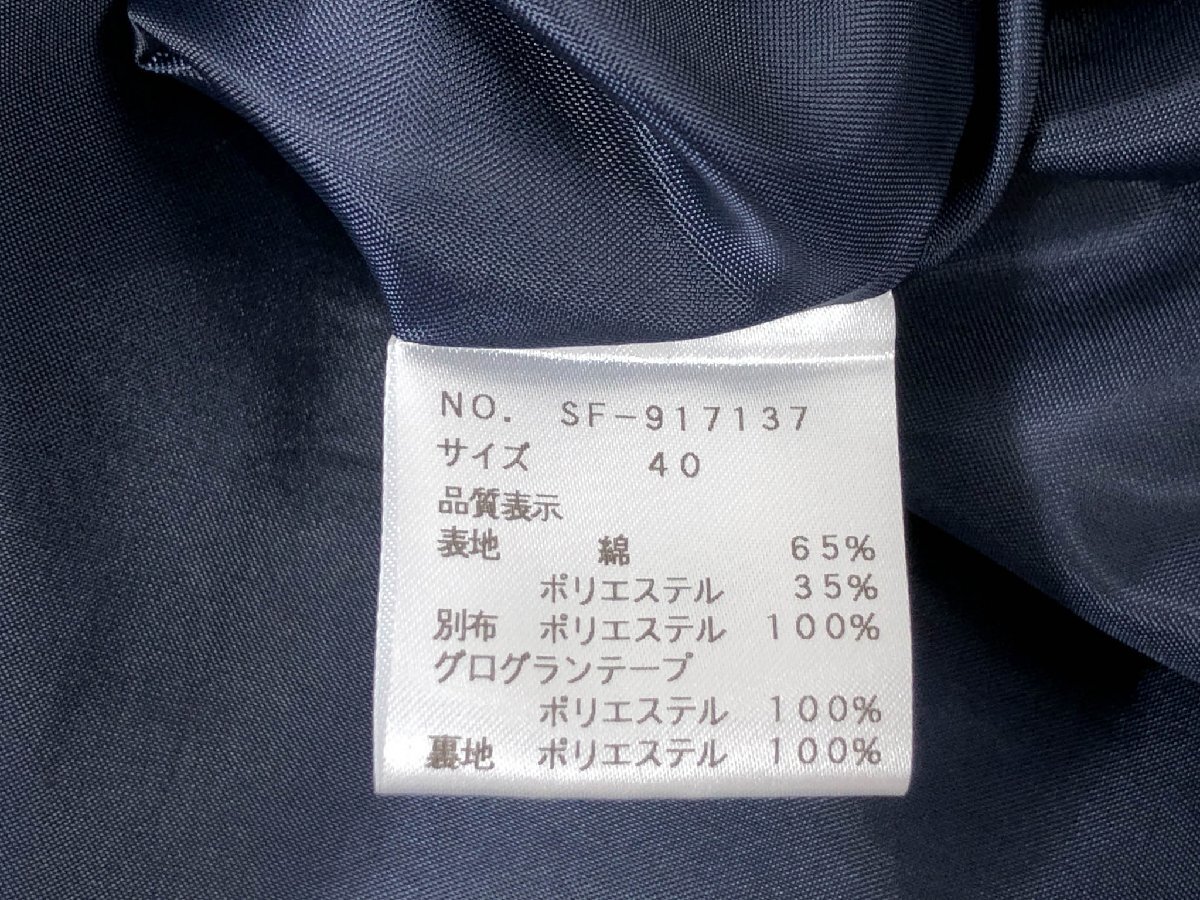 NO. SF-917137
サイズ 40
品質表示
表地 綿 65%
ポリエステル 35%
別布 ポリエステル 100%
グログランテープ
ポリエステル 100%
裏地 ポリエステル 100%